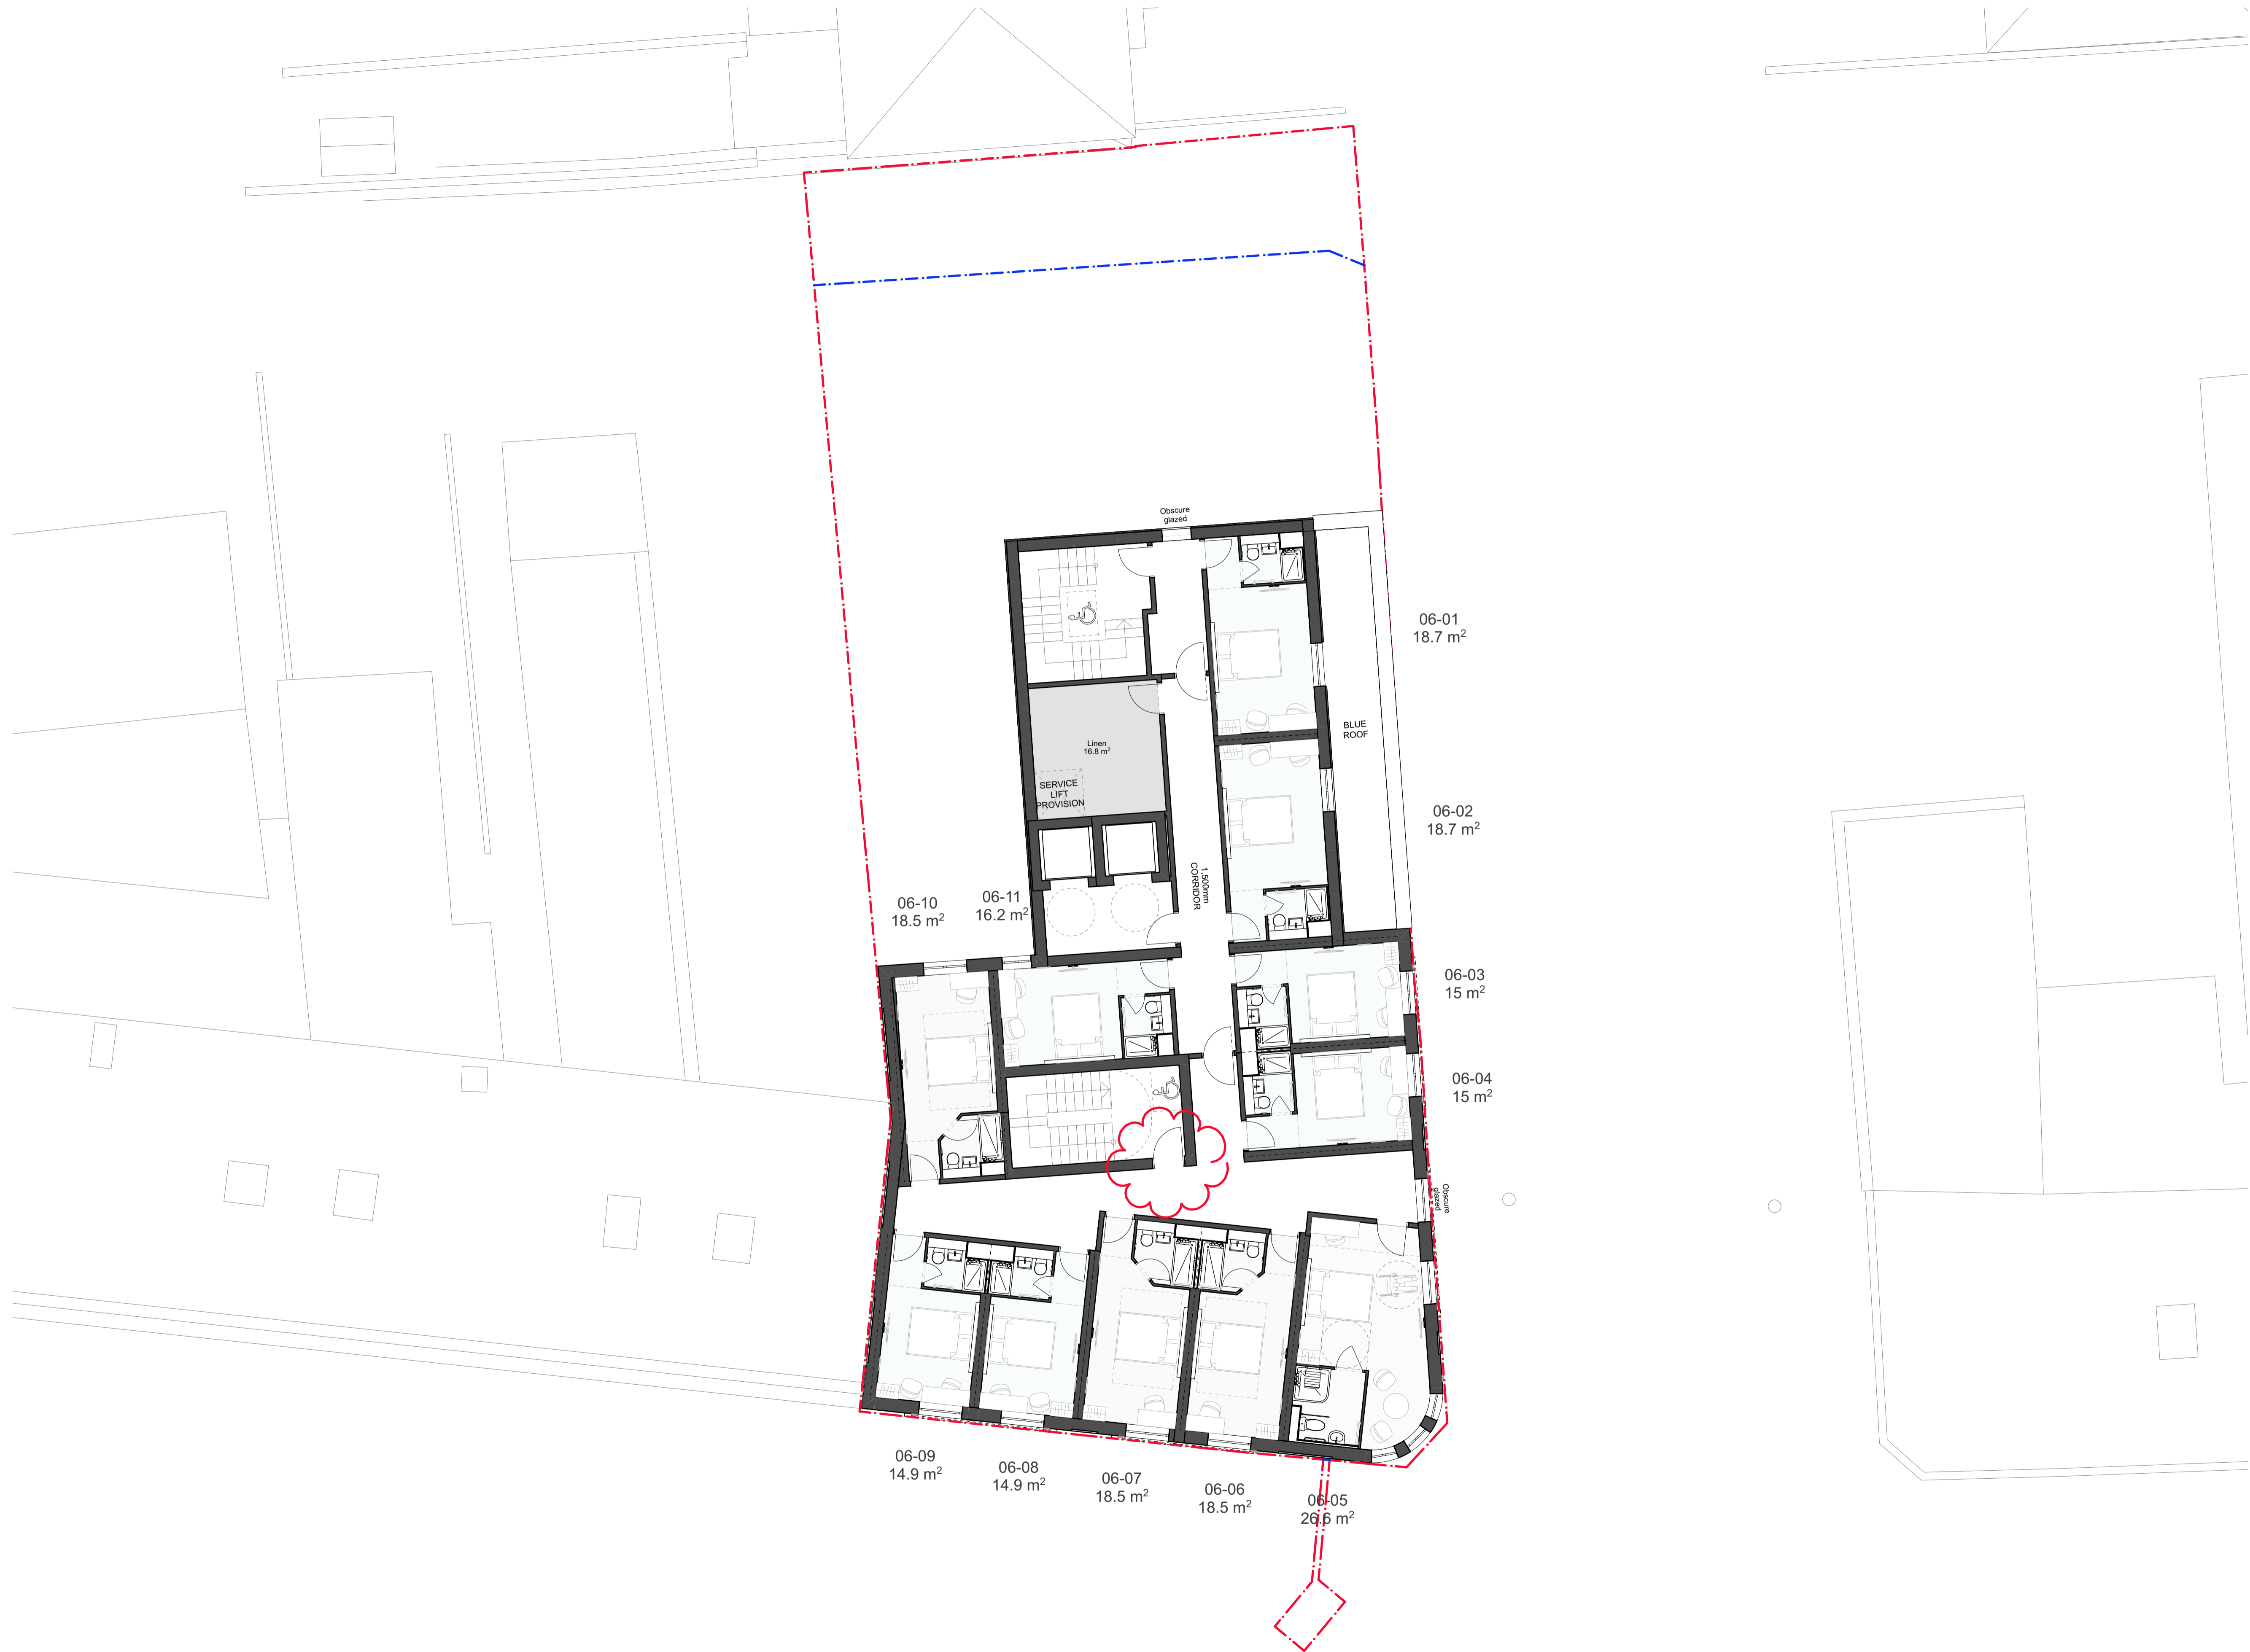 Obscure
glazed
06-01
18.7 m²
BLUE
ROOF
Linen
16.8 m²
SERVICE
LIFT
PROVISION
06-02
18.7 m²
1,500mm
CORRIDOR
06-10
18.5 m²
06-11
16.2 m²
06-03
15 m²
06-04
15 m²
Obscure
glazed
06-09
14.9 m²
06-08
14.9 m²
06-07
18.5 m²
06-06
18.5 m²
06-05
26.6 m²